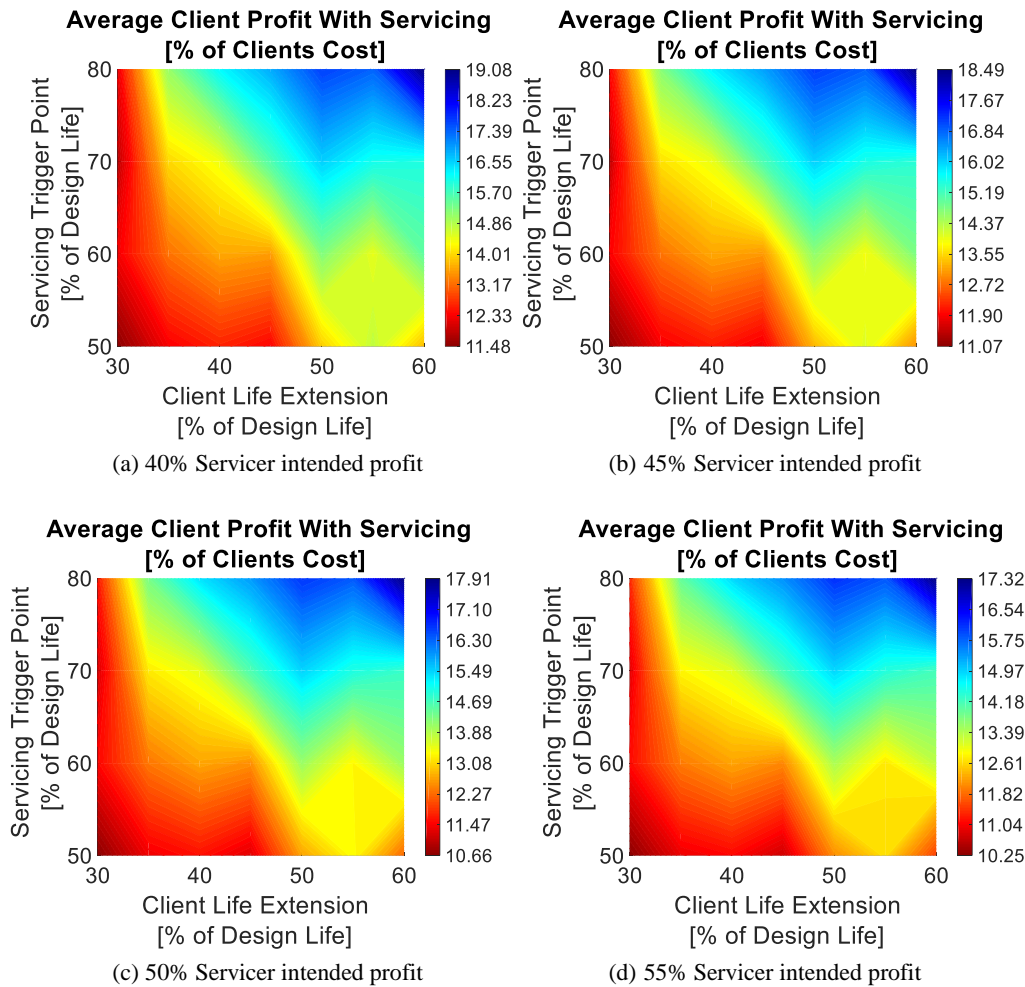 Average Client Profit With Servicing
[% of Clients Cost]
80
70
60
50
Servicing Trigger Point
[% of Design Life]
30
40
50
60
Client Life Extension
[% of Design Life]
19.08
18.23
17.39
16.55
15.70
14.86
14.01
13.17
12.33
11.48
(a) 40% Servicer intended profit
Average Client Profit With Servicing
[% of Clients Cost]
80
70
60
50
Servicing Trigger Point
[% of Design Life]
30
40
50
60
Client Life Extension
[% of Design Life]
18.49
17.67
16.84
16.02
15.19
14.37
13.55
12.72
11.90
11.07
(b) 45% Servicer intended profit
Average Client Profit With Servicing
[% of Clients Cost]
80
70
60
50
Servicing Trigger Point
[% of Design Life]
30
40
50
60
Client Life Extension
[% of Design Life]
17.91
17.10
16.30
15.49
14.69
13.88
13.08
12.27
11.47
10.66
(c) 50% Servicer intended profit
Average Client Profit With Servicing
[% of Clients Cost]
80
70
60
50
Servicing Trigger Point
[% of Design Life]
30
40
50
60
Client Life Extension
[% of Design Life]
17.32
16.54
15.75
14.97
14.18
13.39
12.61
11.82
11.04
10.25
(d) 55% Servicer intended profit